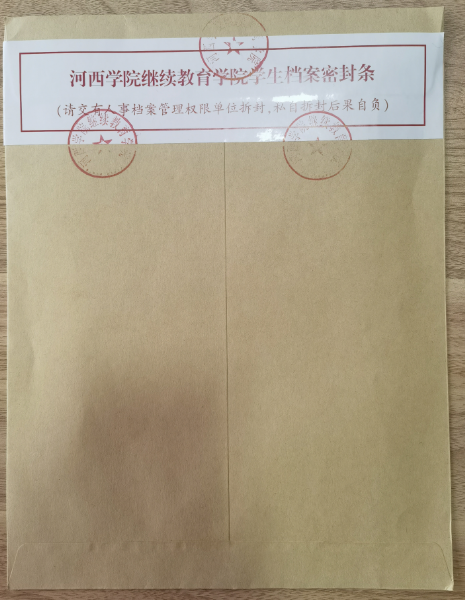 河西学院继续教育学院学生档案密封条
(请交有人事档案管理权限单位拆封,私自拆封后果自负)